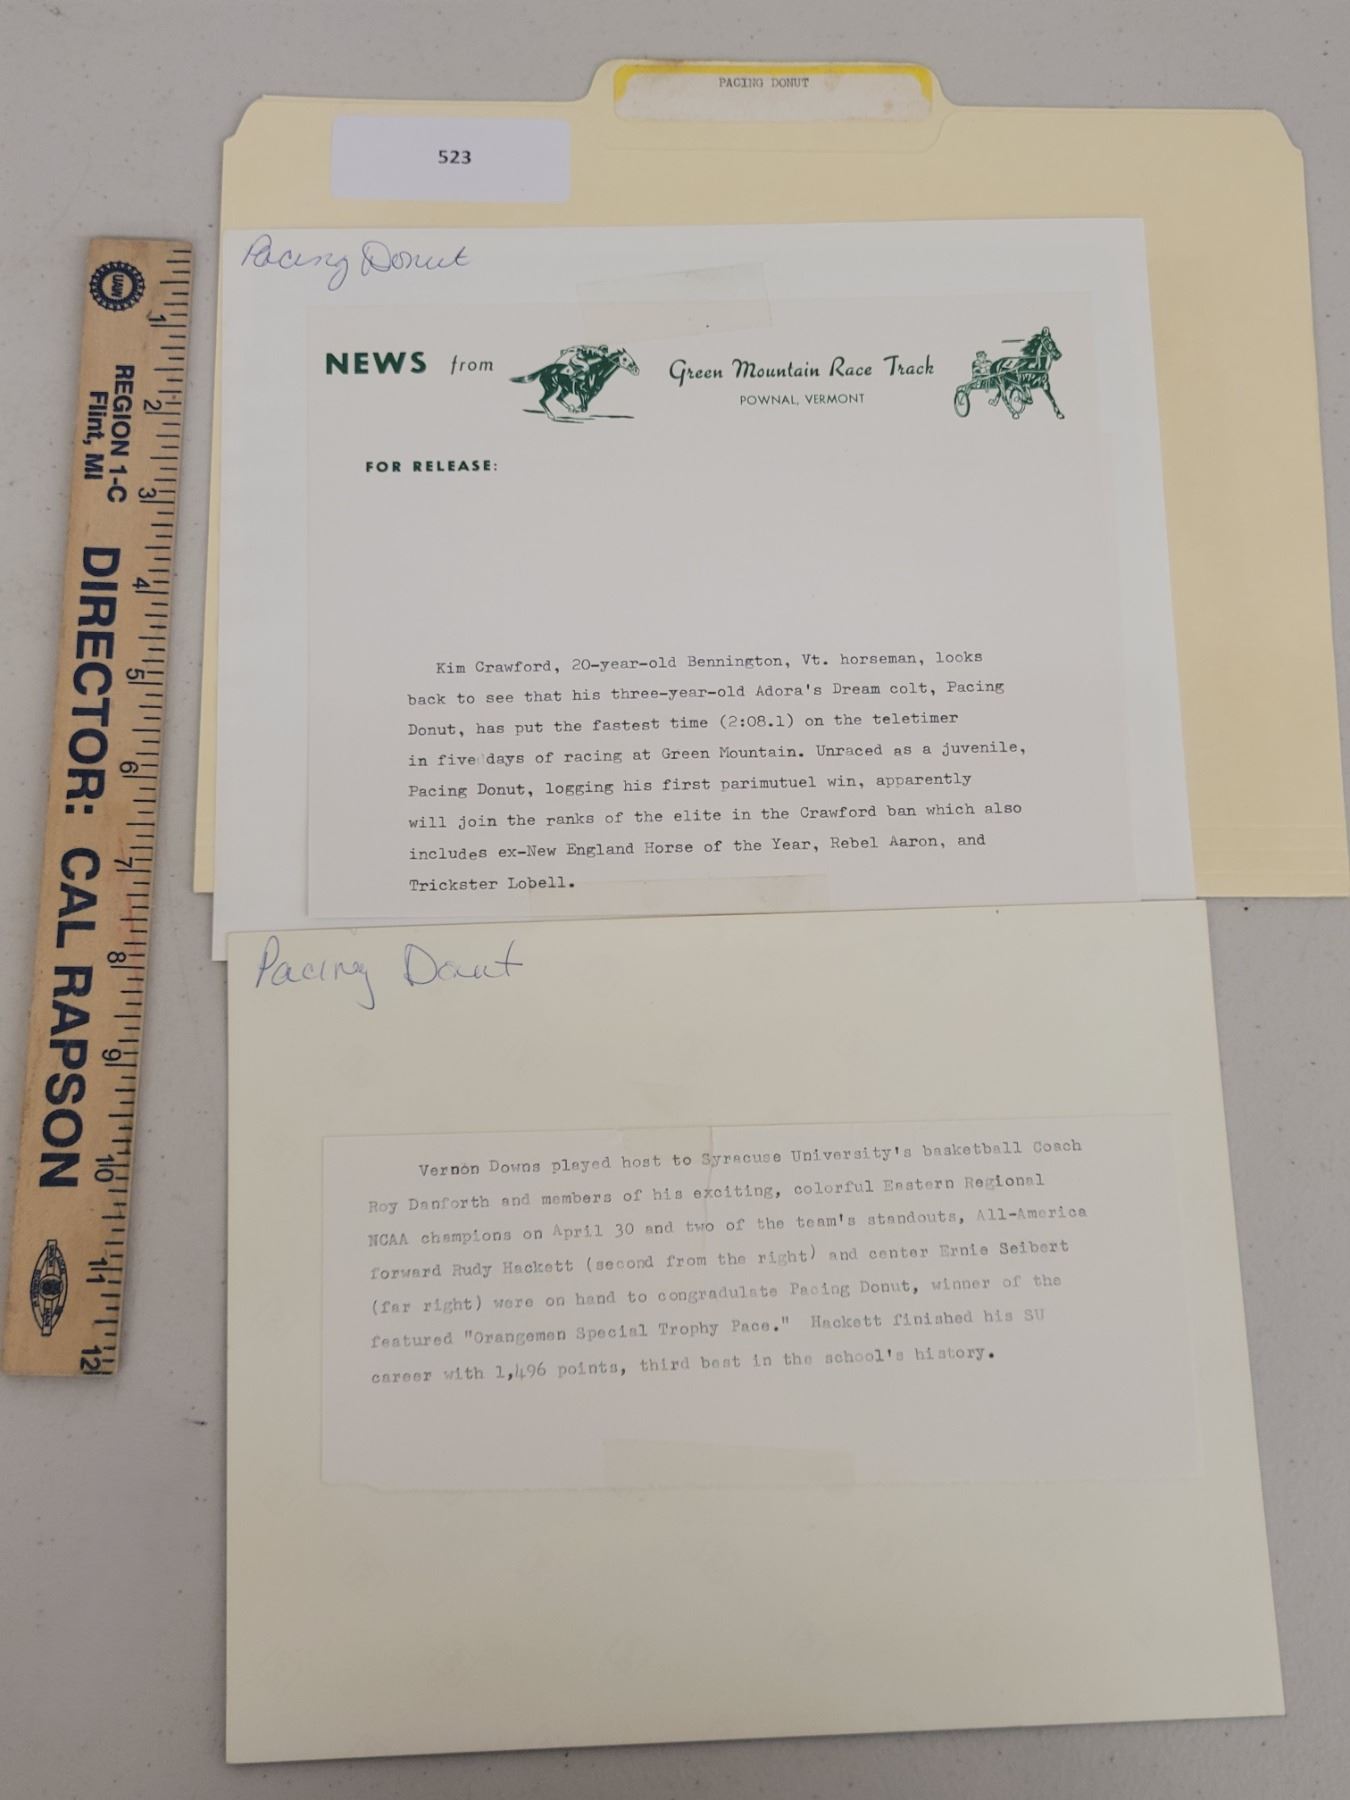 PACING DONUT
523
Pacing Donut
NEWS from Green Mountain Race Track
POWNAL, VERMONT
FOR RELEASE:
Kim Crawford, 20-year-old Bennington, Vt. horseman, looks
back to see that his three-year-old Adora's Dream colt, Pacing
Donut, has put the fastest time (2:08.1) on the teletimer
in five days of racing at Green Mountain. Unraced as a juvenile,
Pacing Donut, logging his first parimutuel win, apparently
will join the ranks of the elite in the Crawford ban which also
includes ex-New England Horse of the Year, Rebel Aaron, and
Trickster Lobell.
Pacing Donut
Vernon Downs played host to Syracuse University's basketball Coach
Roy Danforth and members of his exciting, colorful Eastern Regional
NCAA champions on April 30 and two of the team's standouts, All-America
forward Rudy Hackett (second from the right) and center Ernie Seibert
(far right) were on hand to congradulate Pacing Donut, winner of the
featured "Orangemen Special Trophy Pace." Hackett finished his SU
career with 1,496 points, third best in the school's history.
UAW
REGION 1-C
Flint, MI
DIRECTOR: CAL RAPSON
1 2 3 4 5 6 7 8 9 10 11 12